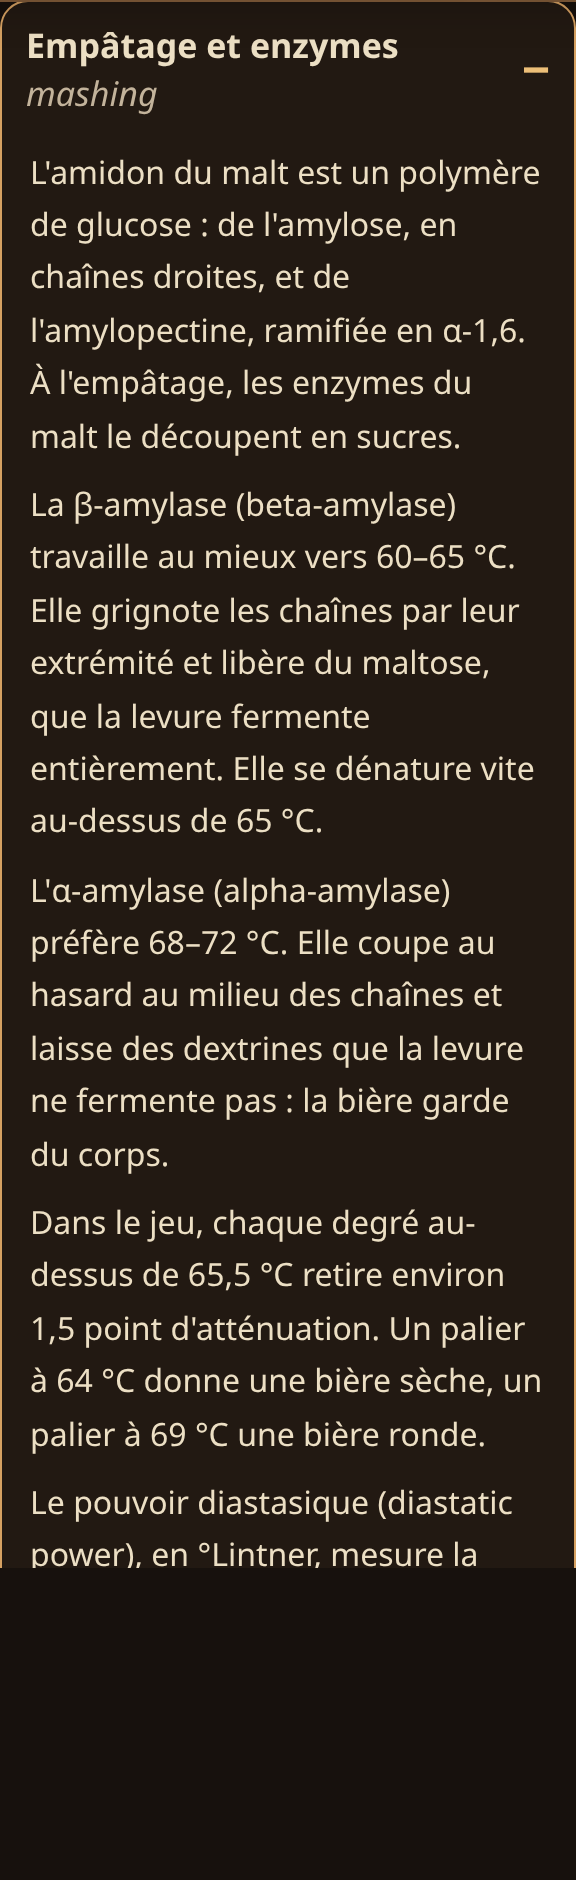 Empâtage et enzymes
mashing
L'amidon du malt est un polymère
de glucose : de l'amylose, en
chaînes droites, et de
l'amylopectine, ramifiée en α-1,6.
À l'empâtage, les enzymes du
malt le découpent en sucres.
La β-amylase (beta-amylase)
travaille au mieux vers 60–65 °C.
Elle grignote les chaînes par leur
extrémité et libère du maltose,
que la levure fermente
entièrement. Elle se dénature vite
au-dessus de 65 °C.
L'α-amylase (alpha-amylase)
préfère 68–72 °C. Elle coupe au
hasard au milieu des chaînes et
laisse des dextrines que la levure
ne fermente pas : la bière garde
du corps.
Dans le jeu, chaque degré au-
dessus de 65,5 °C retire environ
1,5 point d'atténuation. Un palier
à 64 °C donne une bière sèche, un
palier à 69 °C une bière ronde.
Le pouvoir diastasique (diastatic
power), en °Lintner, mesure la